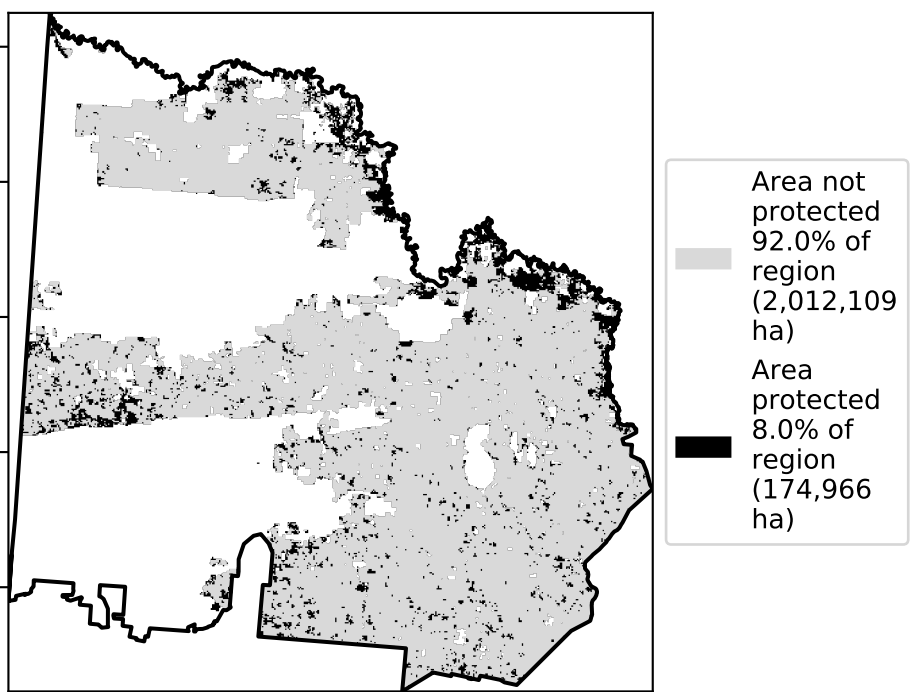 Area not
protected
92.0% of
region
(2,012,109
ha)
Area
protected
8.0% of
region
(174,966
ha)